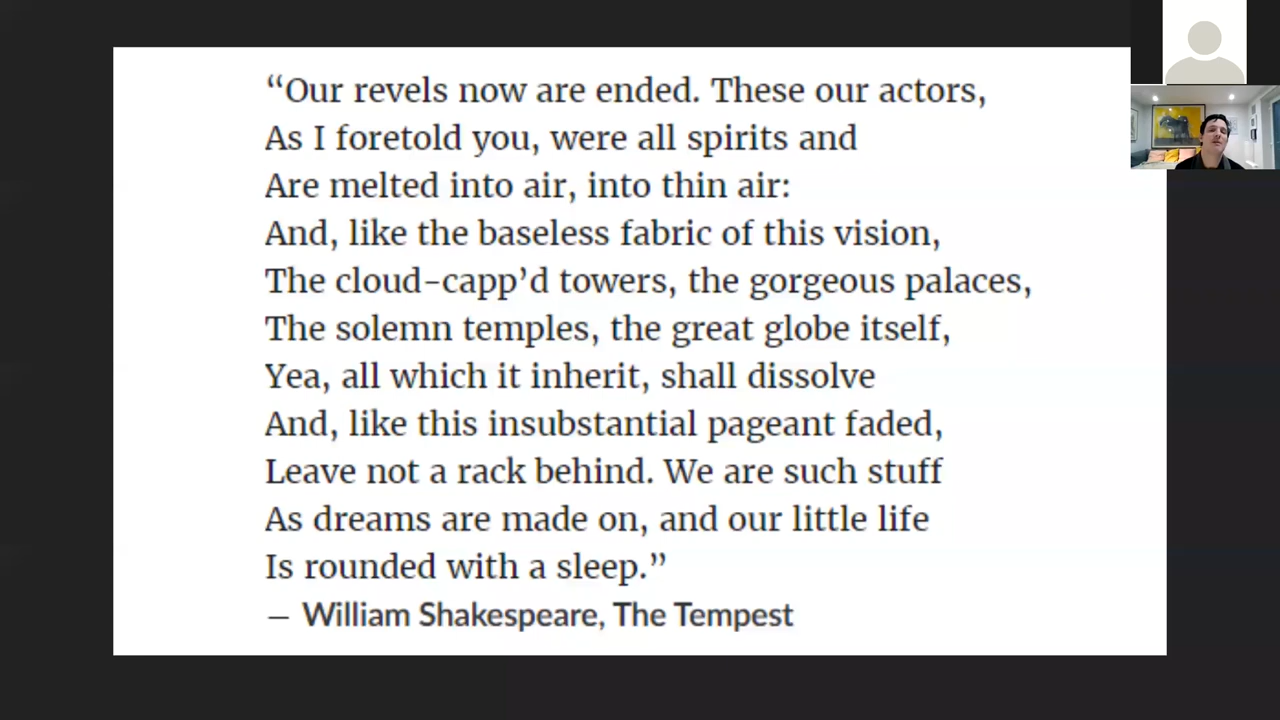 “Our revels now are ended. These our actors,
As I foretold you, were all spirits and
Are melted into air, into thin air:
And, like the baseless fabric of this vision,
The cloud-capp’d towers, the gorgeous palaces,
The solemn temples, the great globe itself,
Yea, all which it inherit, shall dissolve
And, like this insubstantial pageant faded,
Leave not a rack behind. We are such stuff
As dreams are made on, and our little life
Is rounded with a sleep.”
— William Shakespeare, The Tempest